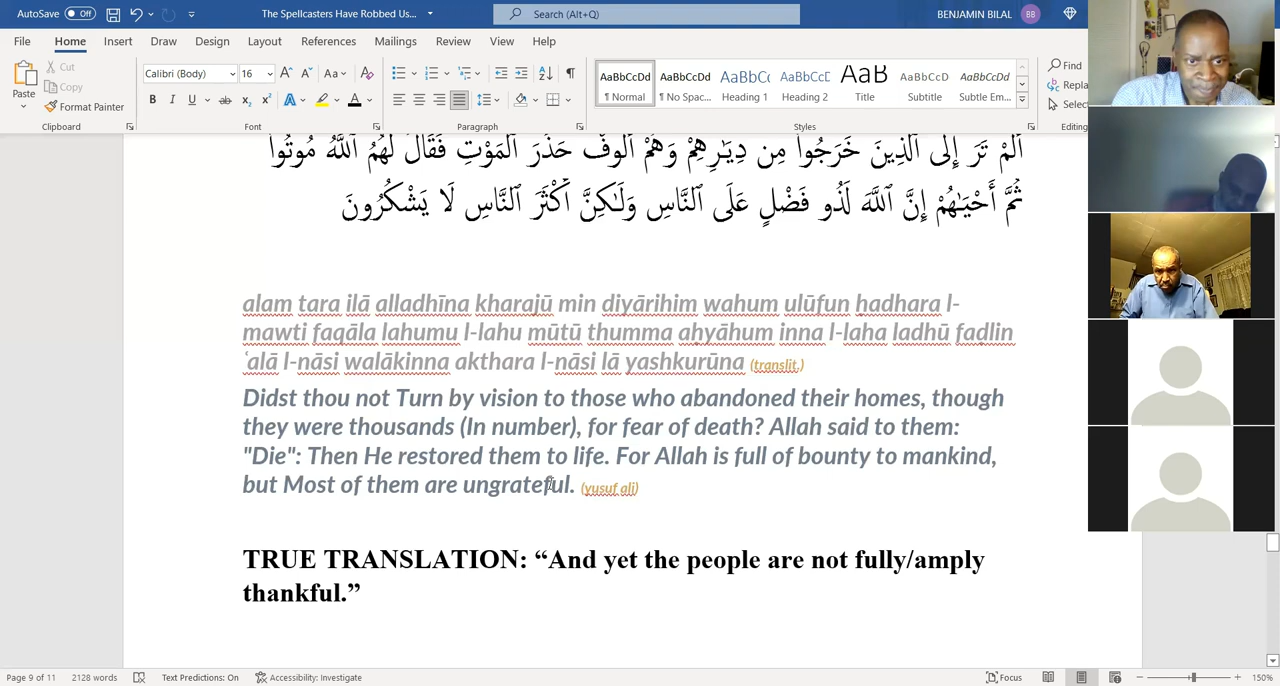 AutoSave Off The Spellcasters Have Robbed Us... Search (Alt+Q) BENJAMIN BILAL BB
File Home Insert Draw Design Layout References Mailings Review View Help
Paste Cut Copy Format Painter
Calibri (Body) 16
AaBbCcDd AaBbCcDd AaBbCc AaBbCcD AaB AaBbCcD AaBbCcDd
¶ Normal ¶ No Spac... Heading 1 Heading 2 Title Subtitle Subtle Em...
Find
Repla
Selec
Clipboard Font Paragraph Styles Editing
أَلَمْ تَرَ إِلَى ٱلَّذِينَ خَرَجُوا۟ مِن دِيَـٰرِهِمْ وَهُمْ أُلُوفٌ حَذَرَ ٱلْمَوْتِ فَقَالَ لَهُمُ ٱللَّهُ مُوتُوا۟
ثُمَّ أَحْيَـٰهُمْ إِنَّ ٱللَّهَ لَذُو فَضْلٍ عَلَى ٱلنَّاسِ وَلَـٰكِنَّ أَكْثَرَ ٱلنَّاسِ لَا يَشْكُرُونَ
alam tara ilā alladhīna kharajū min diyārihim wahum ulūfun ḥadhara l-
mawti faqāla lahumu l-lahu mūtū thumma aḥyāhum inna l-laha ladhū faḍlin
ʿalā l-nāsi walākinna akthara l-nāsi lā yashkurūna (translit.)
Didst thou not Turn by vision to those who abandoned their homes, though
they were thousands (In number), for fear of death? Allah said to them:
"Die": Then He restored them to life. For Allah is full of bounty to mankind,
but Most of them are ungrateful. (yusuf ali)
TRUE TRANSLATION: “And yet the people are not fully/amply
thankful.”
Page 9 of 11 2128 words Text Predictions: On Accessibility: Investigate Focus 150%